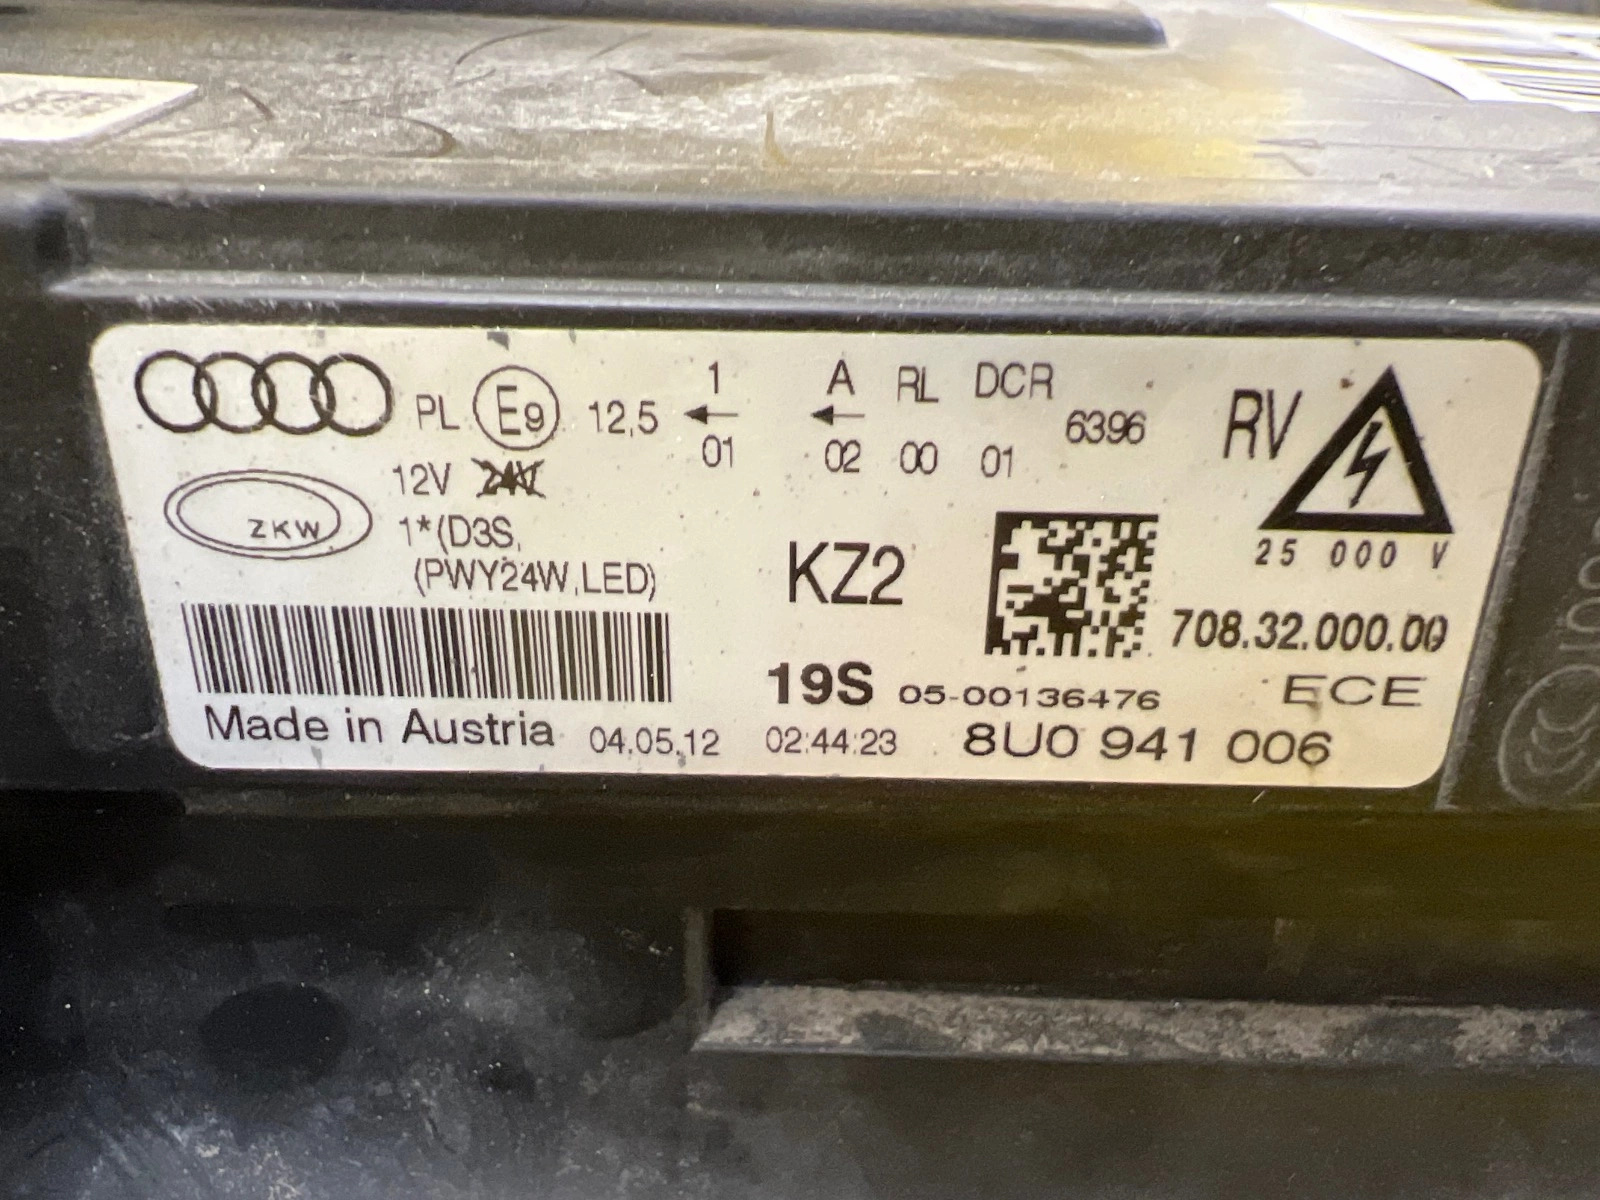 PL E9 12,5 ← 1 01 ← A 02 RL 00 DCR 01 6396 RV
12V 24V
ZKW
1*(D3S,
(PWY24W,LED)
KZ2
25 000 V
708.32.000.00
19S 05-00136476 ECE
Made in Austria 04.05.12 02:44:23 8U0 941 006